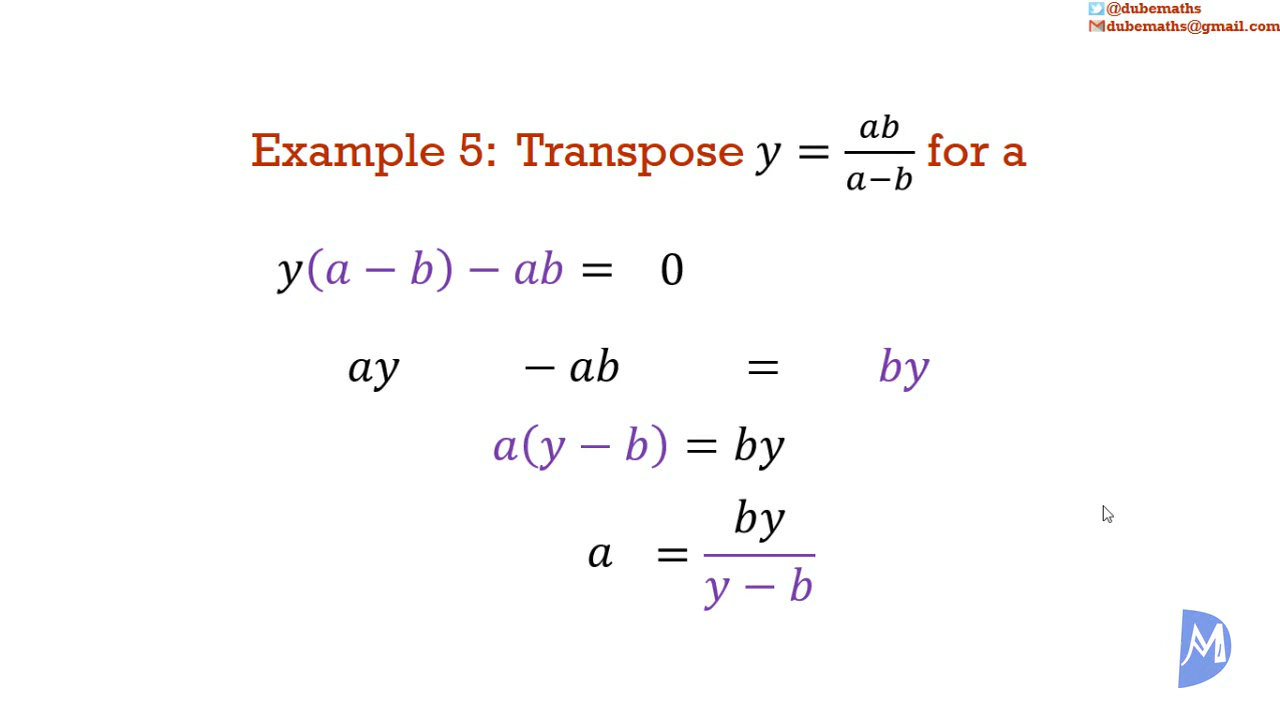 @dubemaths
dubemaths@gmail.com
Example 5: Transpose y = ab/(a−b) for a
y(a − b) − ab = 0
ay − ab = by
a(y − b) = by
a = by/(y − b)
M